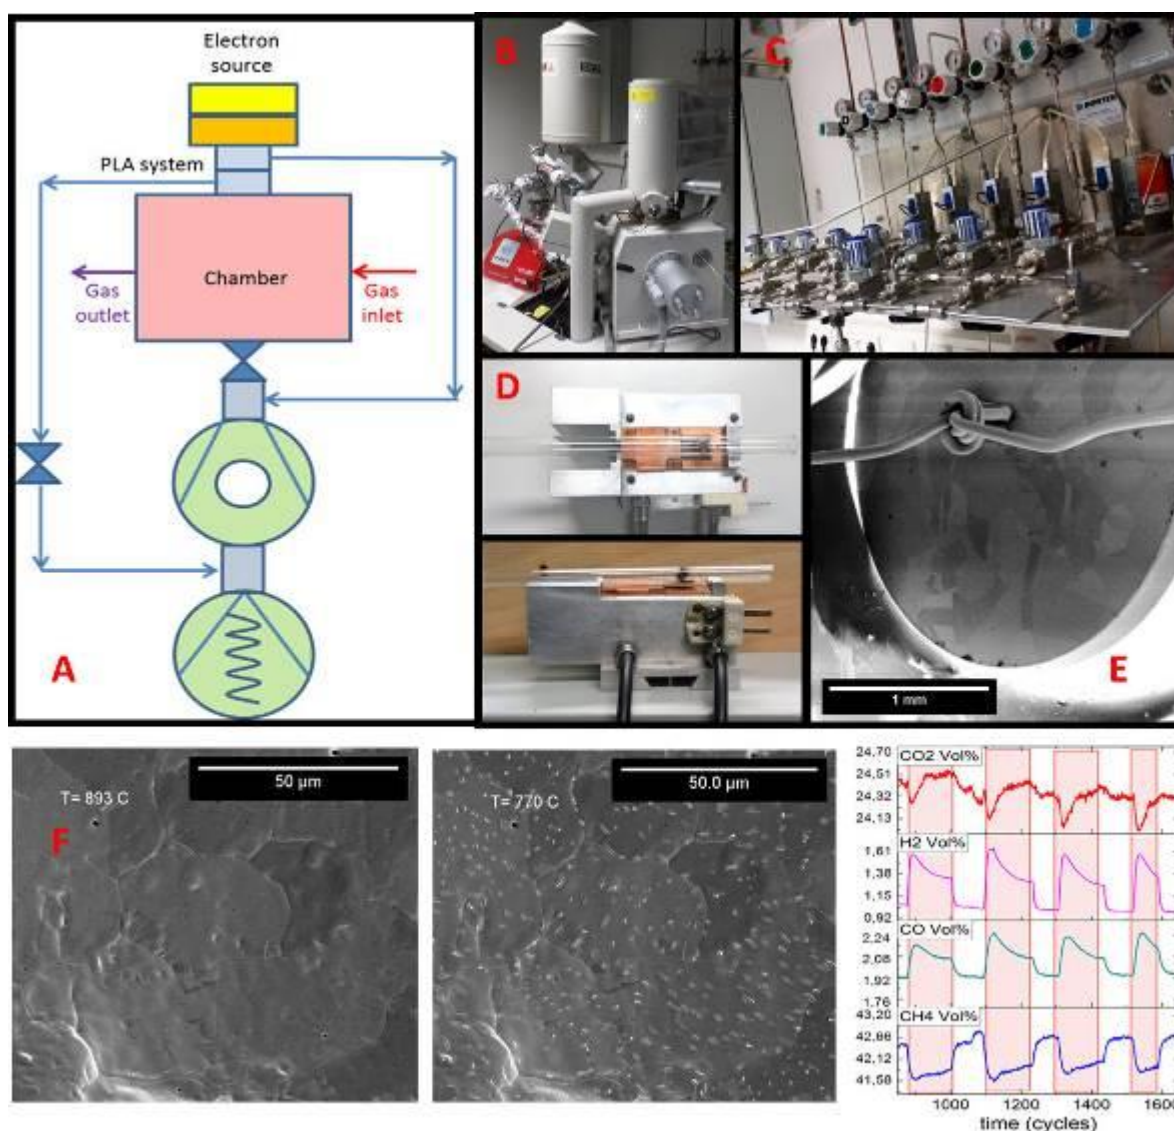 Electron
source
PLA system
Chamber
Gas
outlet
Gas
inlet
A
B
C
D
E
1 mm
F
T= 893 C
50 μm
T= 770 C
50.0 μm
24,70
CO2 Vol%
24,51
24,32
24,13
H2 Vol%
1,61
1,38
1,15
0,92
CO Vol%
2,24
2,08
1,92
1,76
43,20
CH4 Vol%
42,66
42,12
41,58
1000
1200
1400
1600
time (cycles)